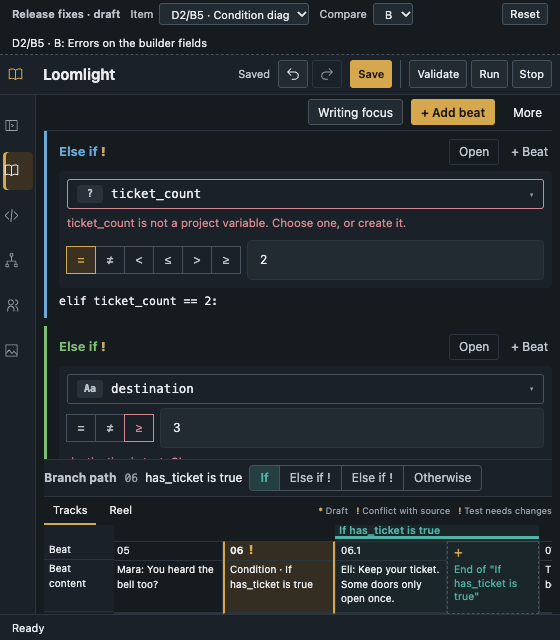 Release fixes · draft Item D2/B5 · Condition diag Compare B Reset
D2/B5 · B: Errors on the builder fields
Loomlight Saved Save Validate Run Stop
Writing focus + Add beat More
Else if ! Open + Beat
? ticket_count
ticket_count is not a project variable. Choose one, or create it.
= ≠ < ≤ > ≥ 2
elif ticket_count == 2:
Else if ! Open + Beat
Aa destination
= ≠ ≥ 3
Branch path 06 has_ticket is true If Else if ! Else if ! Otherwise
Tracks Reel • Draft ! Conflict with source ! Test needs changes
If has_ticket is true
Beat 05 06 ! 06.1 +
Beat content
Mara: You heard the bell too?
Condition · If has_ticket is true
Eli: Keep your ticket. Some doors only open once.
End of "If has_ticket is true"
Ready